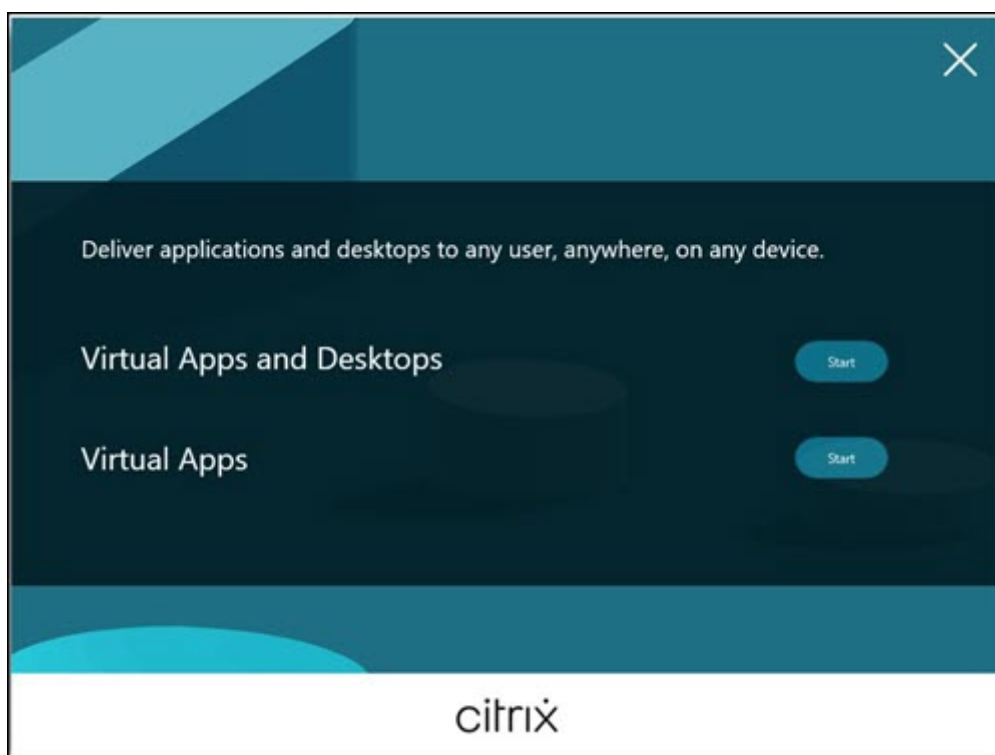 Deliver applications and desktops to any user, anywhere, on any device.
Virtual Apps and Desktops
Start
Virtual Apps
Start
citrix